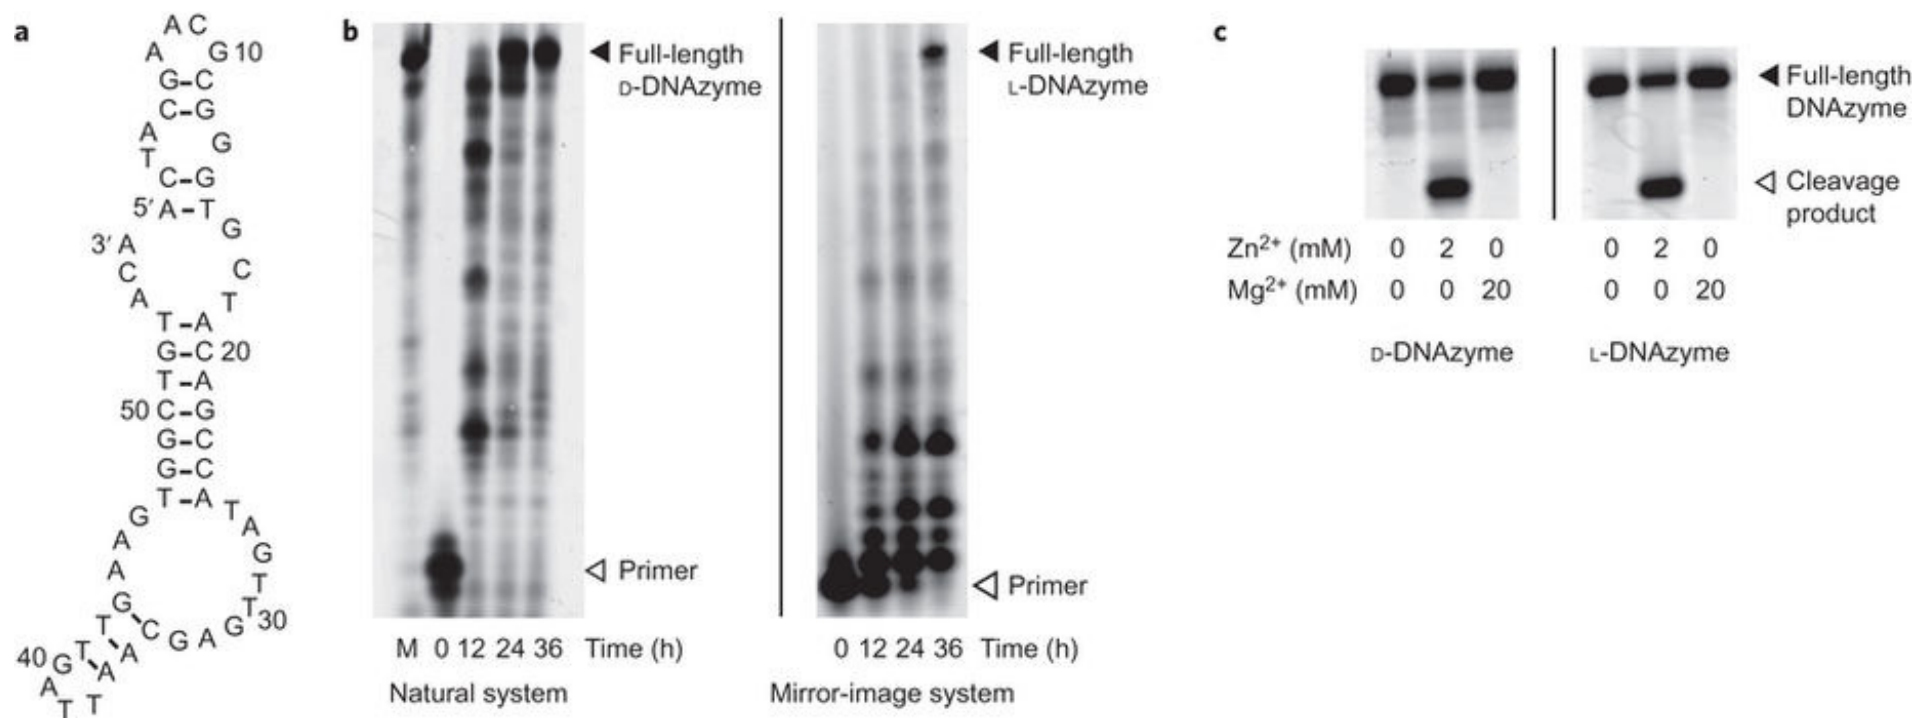 a
A C
A G 10
G-C
C-G
A G
T
C-G
5′ A-T
G
3′ A
C C
A T
T-A
G-C 20
T-A
50 C-G
G-C
G-C
T-A
G T
A A
G
A T
G T 30
T C G A G
T A
40 G A
A T T
b
Full-length
D-DNAzyme
Primer
M 0 12 24 36 Time (h)
Natural system
Full-length
L-DNAzyme
Primer
0 12 24 36 Time (h)
Mirror-image system
c
Full-length
DNAzyme
Cleavage
product
Zn2+ (mM) 0 2 0 0 2 0
Mg2+ (mM) 0 0 20 0 0 20
D-DNAzyme L-DNAzyme